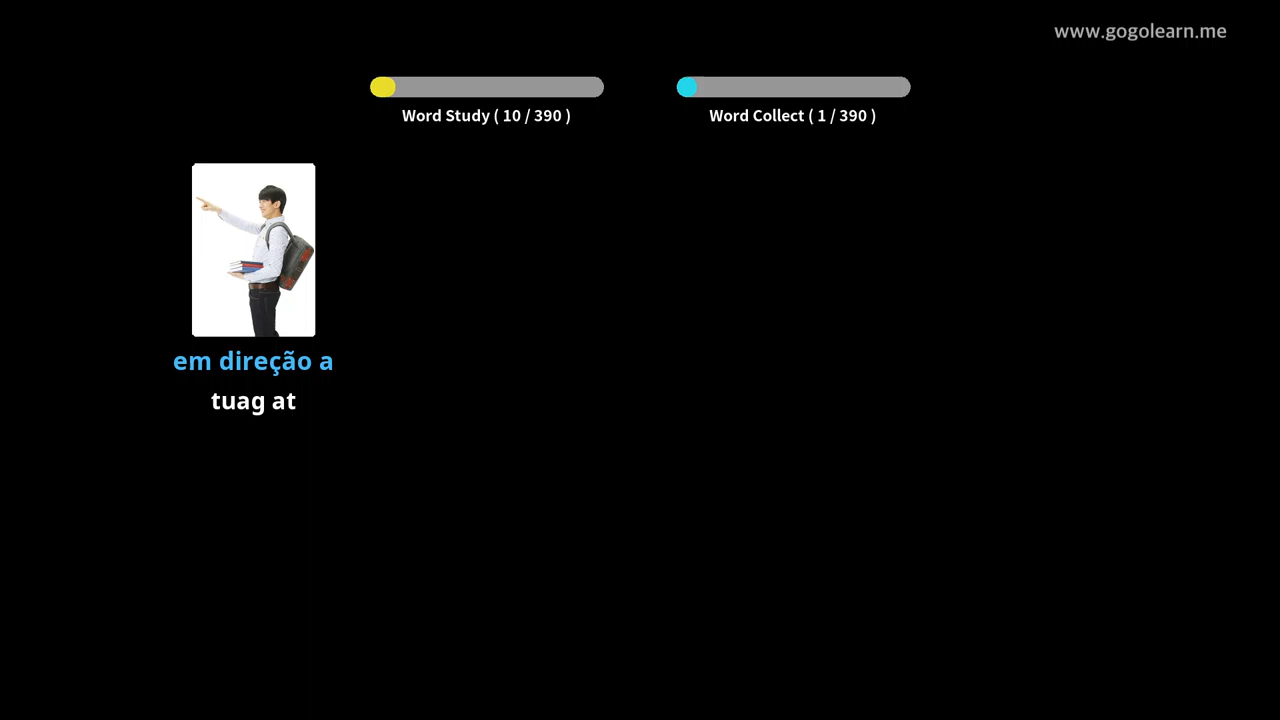 www.gogolearn.me
Word Study ( 10 / 390 )
Word Collect ( 1 / 390 )
em direção a
tuag at